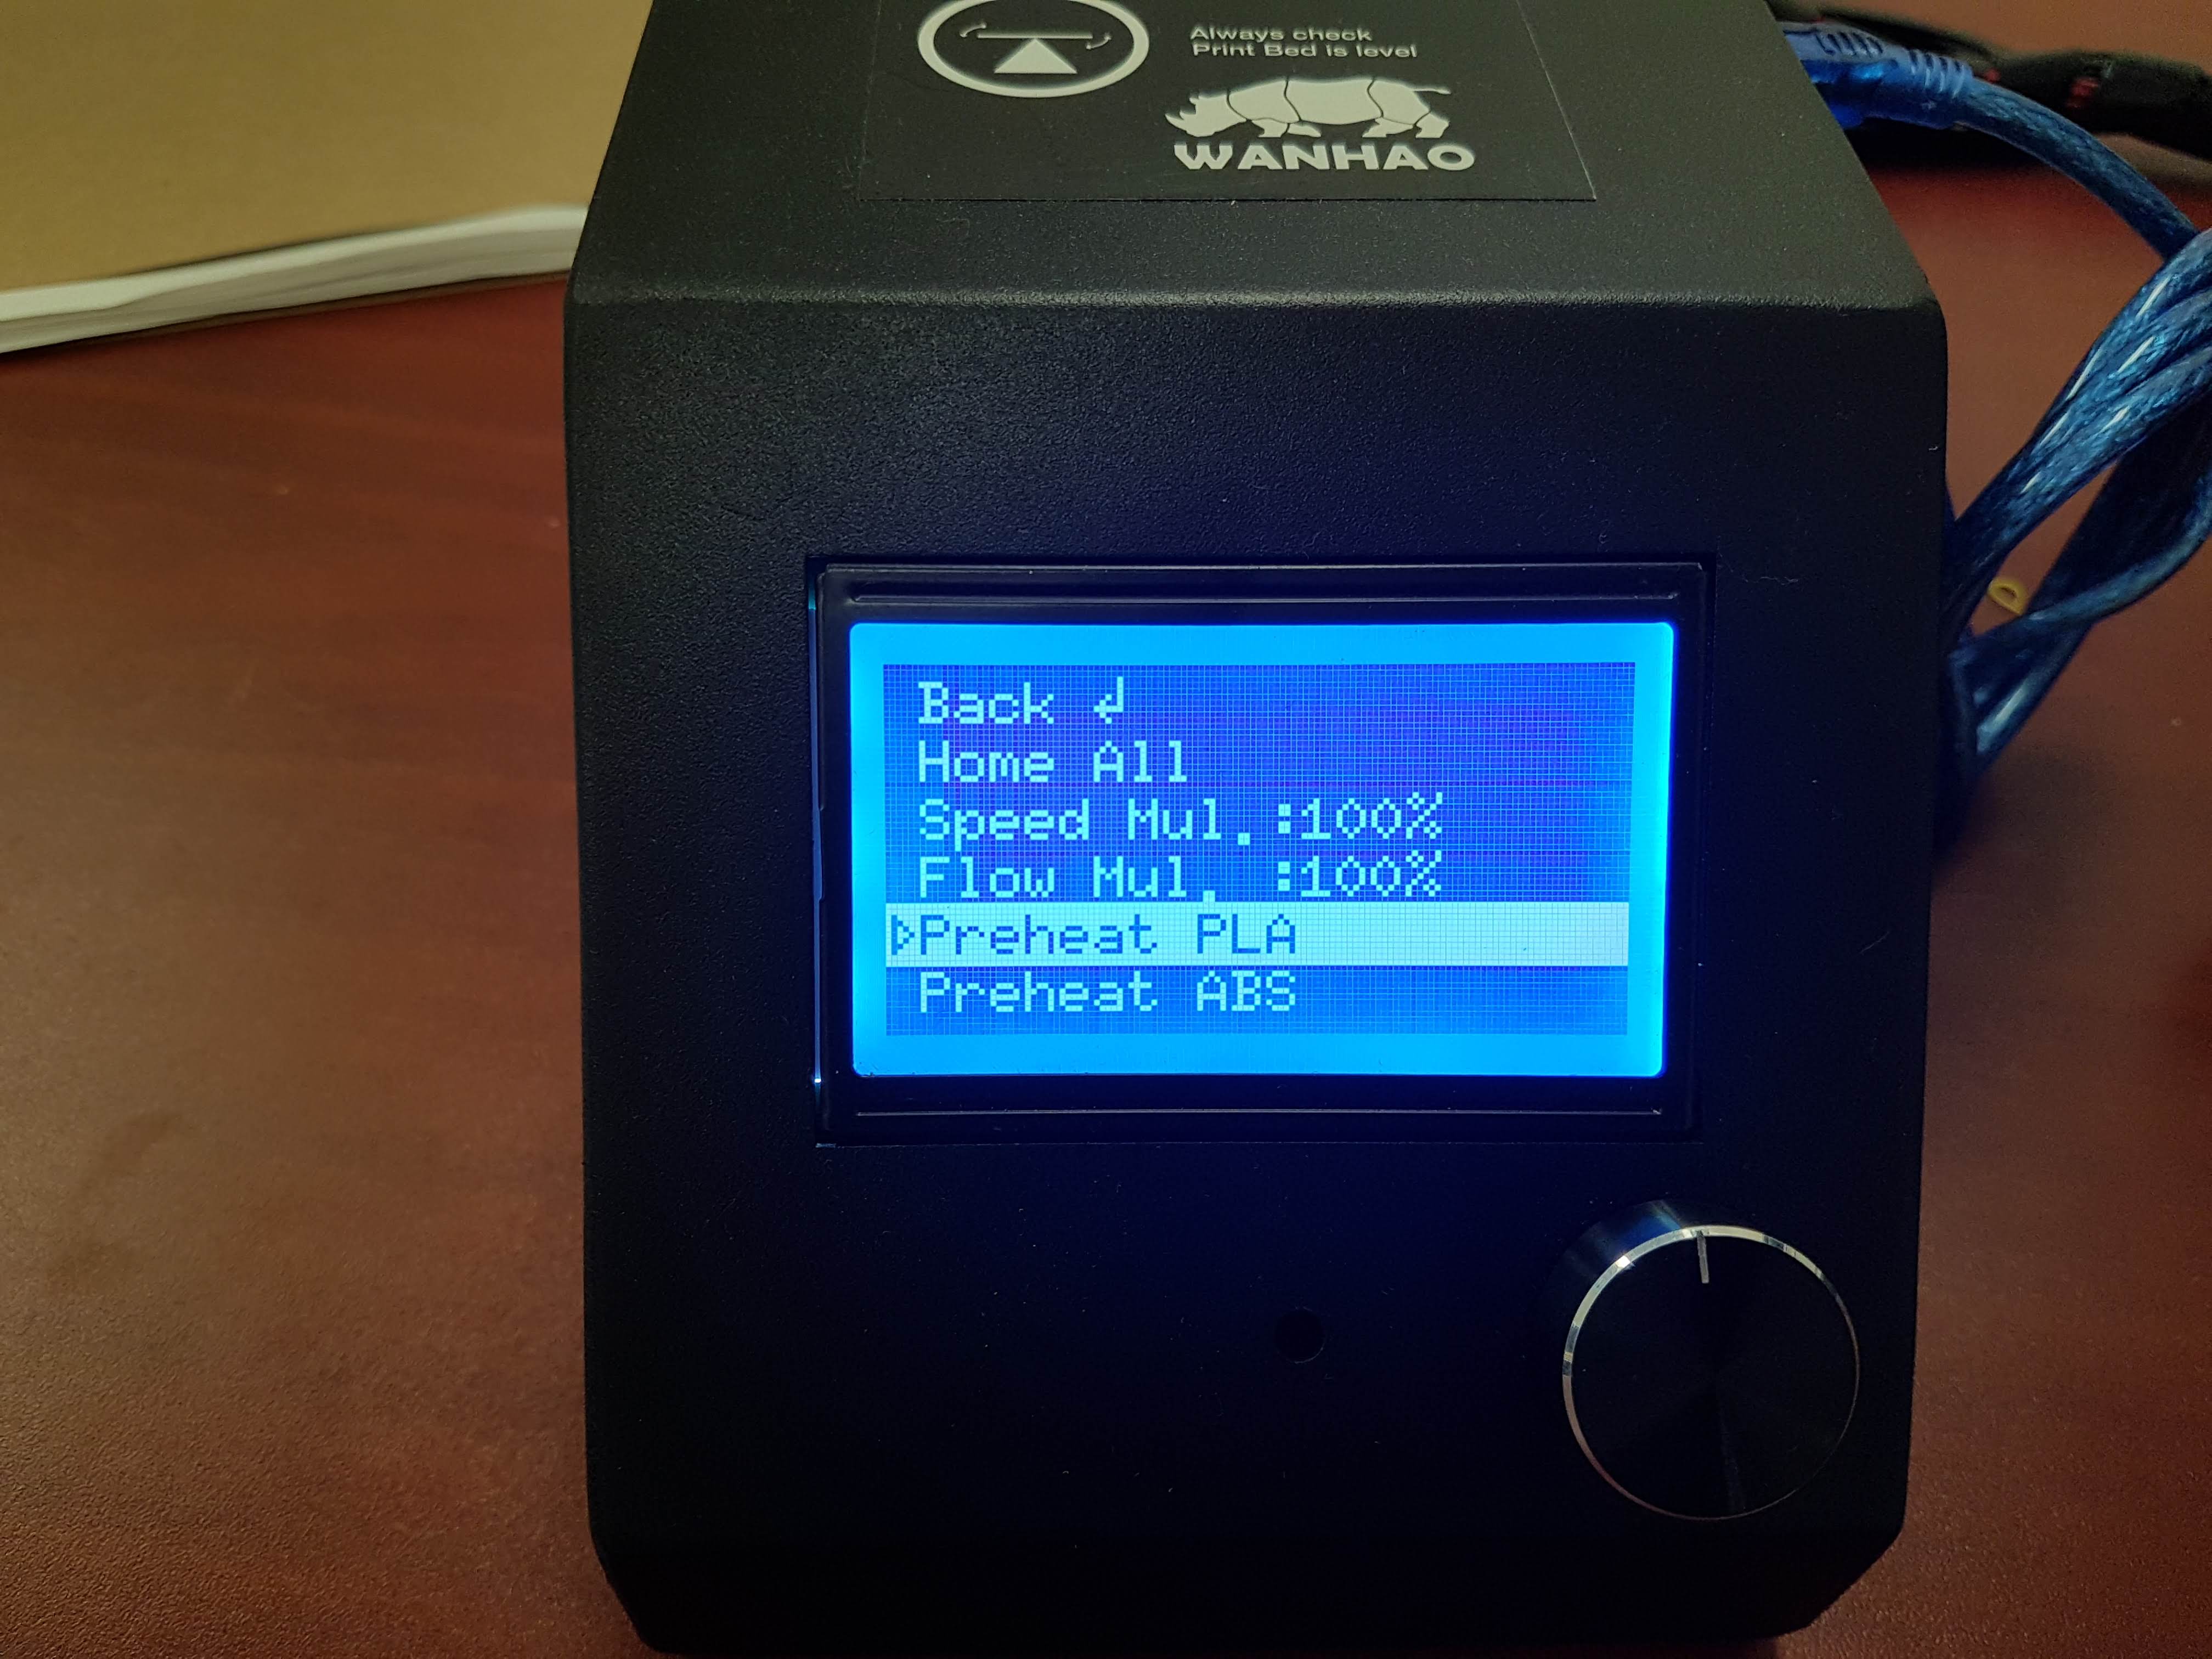 Always check
Print Bed is level
WANHAO
Back ↲
Home All
Speed Mul.:100%
Flow Mul. :100%
▷Preheat PLA
Preheat ABS